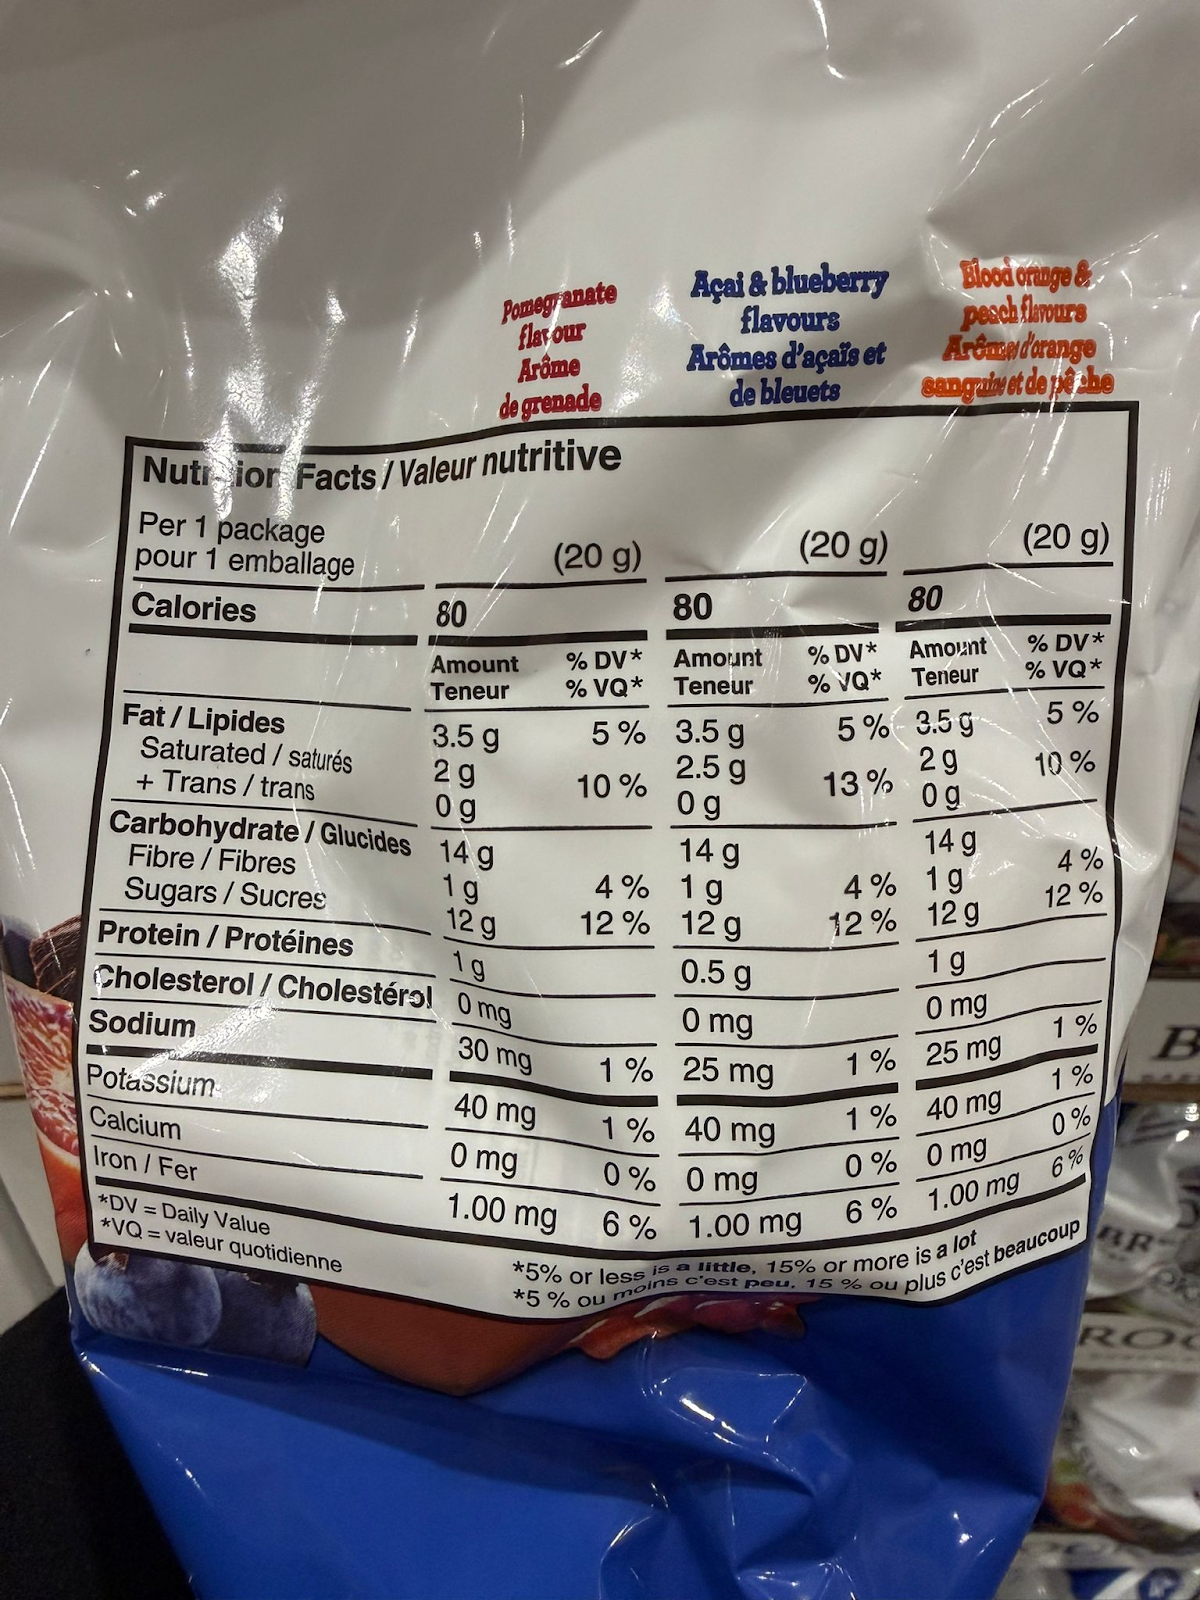 Pomegranate
flavour
Arôme
de grenade
Açai & blueberry
flavours
Arômes d'açaïs et
de bleuets
Blood orange &
peach flavours
Arômes d'orange
sanguine et de pêche
Nutrition Facts / Valeur nutritive
Per 1 package
pour 1 emballage (20 g) (20 g) (20 g)
Calories 80 80 80
Amount % DV* Amount % DV* Amount % DV*
Teneur % VQ* Teneur % VQ* Teneur % VQ*
Fat / Lipides 3.5 g 5 % 3.5 g 5 % 3.5 g 5 %
Saturated / saturés 2 g 2.5 g 2 g
10 % 13 % 10 %
+ Trans / trans 0 g 0 g 0 g
Carbohydrate / Glucides 14 g 14 g 14 g
Fibre / Fibres 1 g 4 % 1 g 4 % 1 g 4 %
Sugars / Sucres 12 g 12 % 12 g 12 % 12 g 12 %
Protein / Protéines 1 g 0.5 g 1 g
Cholesterol / Cholestérol 0 mg 0 mg 0 mg
Sodium 30 mg 1 % 25 mg 1 % 25 mg 1 %
Potassium 40 mg 1 % 40 mg 1 % 40 mg 1 %
Calcium 0 mg 0 % 0 mg 0 % 0 mg 0 %
Iron / Fer 1.00 mg 6 % 1.00 mg 6 % 1.00 mg 6 %
*DV = Daily Value
*VQ = valeur quotidienne
*5% or less is a little, 15% or more is a lot
*5 % ou moins c'est peu, 15 % ou plus c'est beaucoup